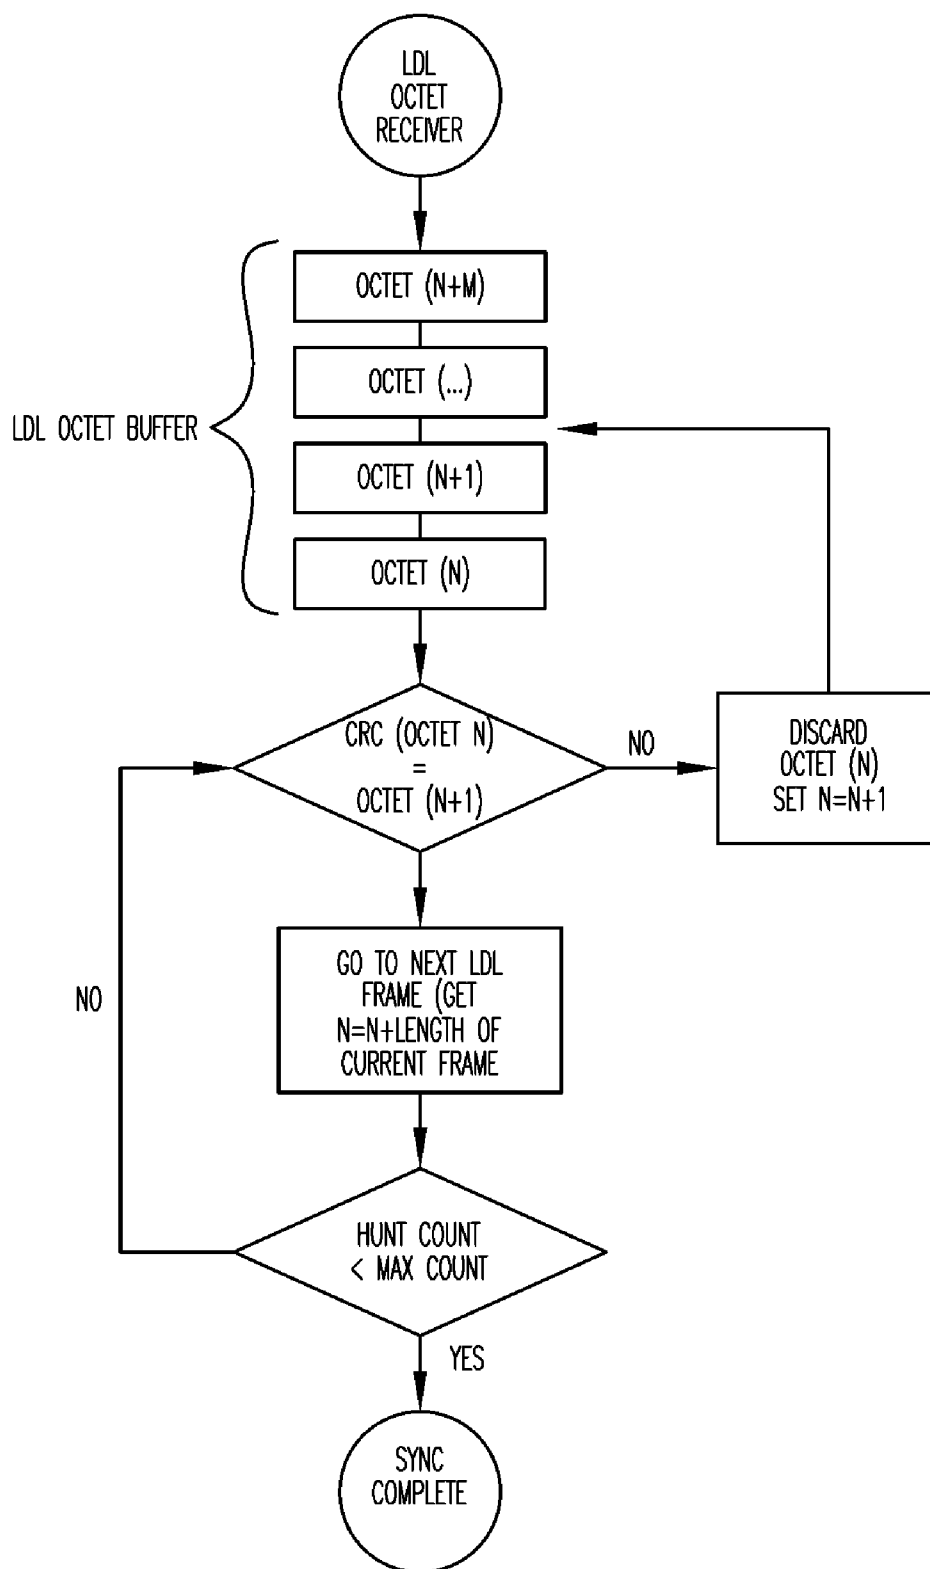 LDL
OCTET
RECEIVER
OCTET (N+M)
OCTET (...)
LDL OCTET BUFFER
OCTET (N+1)
OCTET (N)
CRC (OCTET N)
=
OCTET (N+1)
NO
DISCARD
OCTET (N)
SET N=N+1
GO TO NEXT LDL
FRAME (GET
N=N+LENGTH OF
CURRENT FRAME
NO
HUNT COUNT
< MAX COUNT
YES
SYNC
COMPLETE